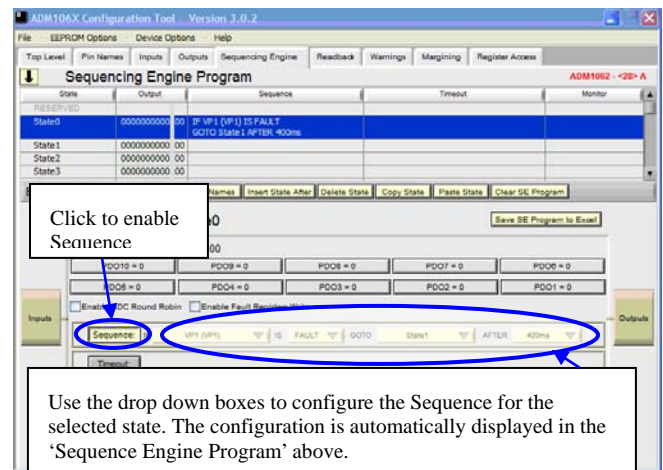 ADM106X Configuration Tool - Version 3.0.2
File EEPROM Options Device Options Help
Top Level Pin Names Inputs Outputs Sequencing Engine Readback Warnings Margining Register Access
Sequencing Engine Program
ADM1062 - <28> A
State Output Sequence Timeout Monitor
RESERVED
State0 0000000000 00 IF VP1 (VP1) IS FAULT
GOTO State1 AFTER 400ms
State1 0000000000 00
State2 0000000000 00
State3 0000000000 00
Names Insert State After Delete State Copy State Paste State Clear SE Program
Click to enable
Sequence
Save SE Program to Excel
PDO10 = 0 PDO9 = 0 PDO8 = 0 PDO7 = 0 PDO6 = 0
PDO5 = 0 PDO4 = 0 PDO3 = 0 PDO2 = 0 PDO1 = 0
Enable ADC Round Robin Enable Fault Register
Inputs
Outputs
Sequence: VP1 (VP1) IS FAULT GOTO State1 AFTER 400ms
Timeout:
Use the drop down boxes to configure the Sequence for the
selected state. The configuration is automatically displayed in the
‘Sequence Engine Program’ above.